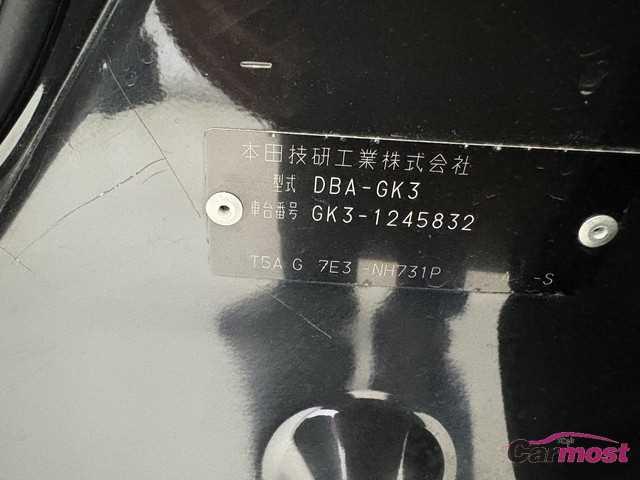 本田技研工業株式会社
型式 DBA-GK3
車台番号 GK3-1245832
T5A G 7E3 -NH731P -S
Carmost